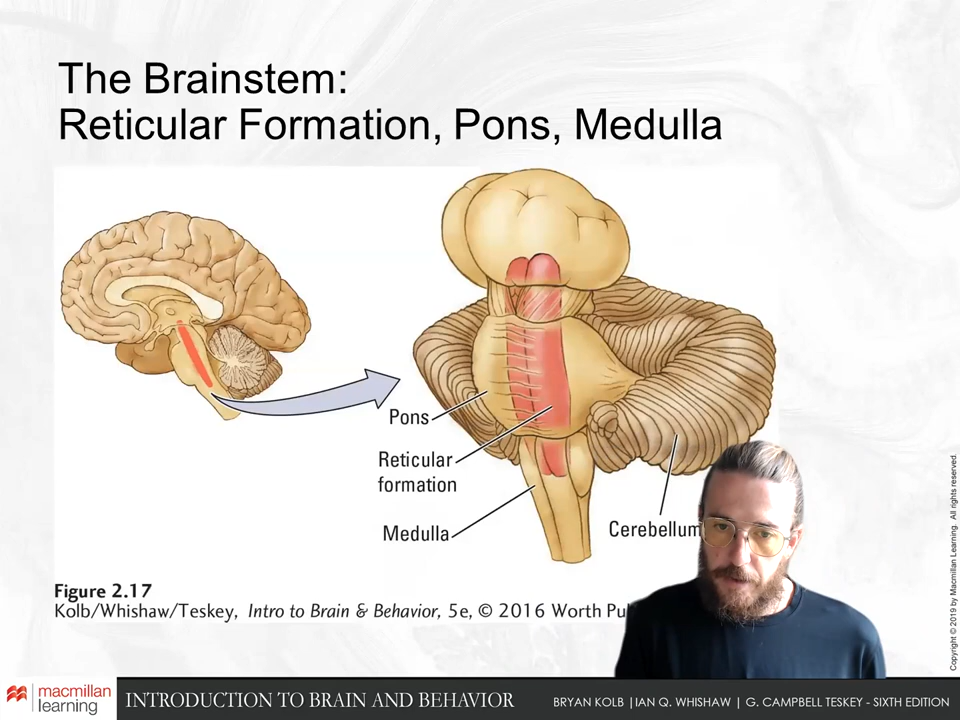 The Brainstem:
Reticular Formation, Pons, Medulla
Pons
Reticular
formation
Medulla
Cerebellum
Figure 2.17
Kolb/Whishaw/Teskey, Intro to Brain & Behavior, 5e, © 2016 Worth
Copyright © 2019 by Macmillan Learning. All rights reserved.
macmillan
learning
INTRODUCTION TO BRAIN AND BEHAVIOR
BRYAN KOLB |IAN Q. WHISHAW | G. CAMPBELL TESKEY - SIXTH EDITION